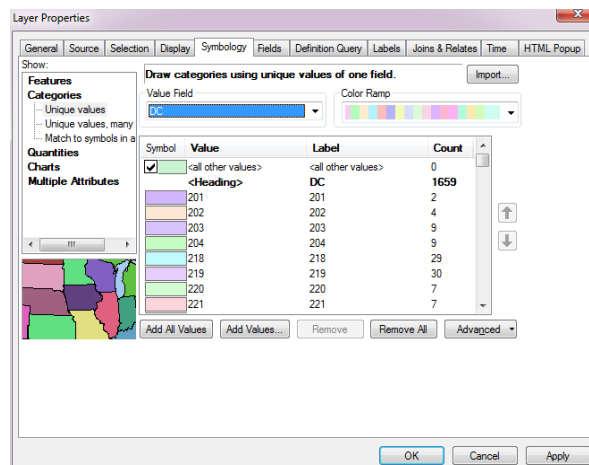 Layer Properties
General Source Selection Display Symbology Fields Definition Query Labels Joins & Relates Time HTML Popup
Show:
Features
Categories
Unique values
Unique values, many
Match to symbols in a
Quantities
Charts
Multiple Attributes
Draw categories using unique values of one field.
Import...
Value Field
DC
Color Ramp
Symbol Value Label Count
<all other values> <all other values> 0
<Heading> DC 1659
201 201 2
202 202 4
203 203 9
204 204 9
218 218 29
219 219 30
220 220 7
221 221 7
Add All Values Add Values... Remove Remove All Advanced
OK Cancel Apply